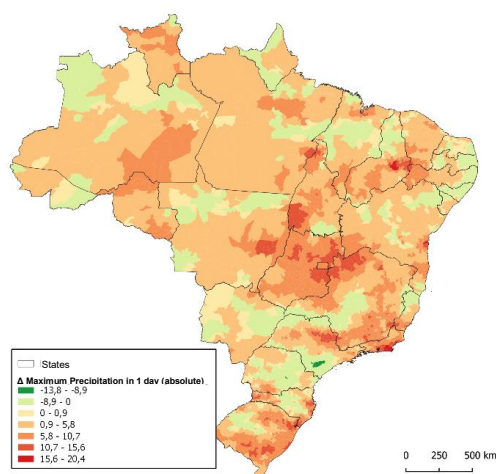 States
Δ Maximum Precipitation in 1 day (absolute)
-13,8 - -8,9
-8,9 - 0
0 - 0,9
0,9 - 5,8
5,8 - 10,7
10,7 - 15,6
15,6 - 20,4
0 250 500 km